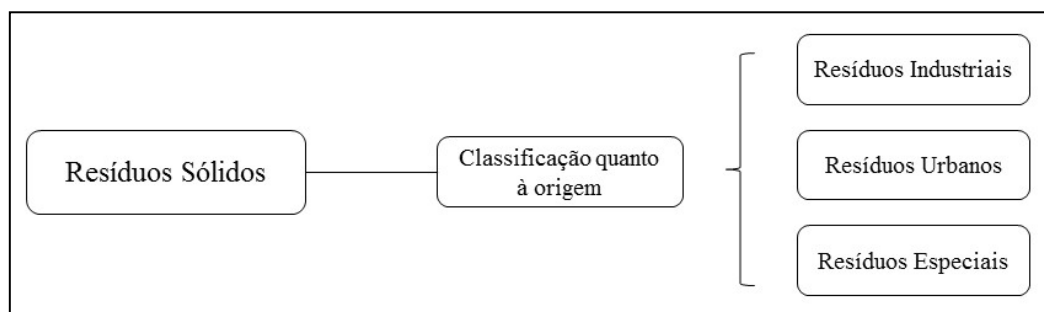 Resíduos Sólidos
Classificação quanto
à origem
Resíduos Industriais
Resíduos Urbanos
Resíduos Especiais